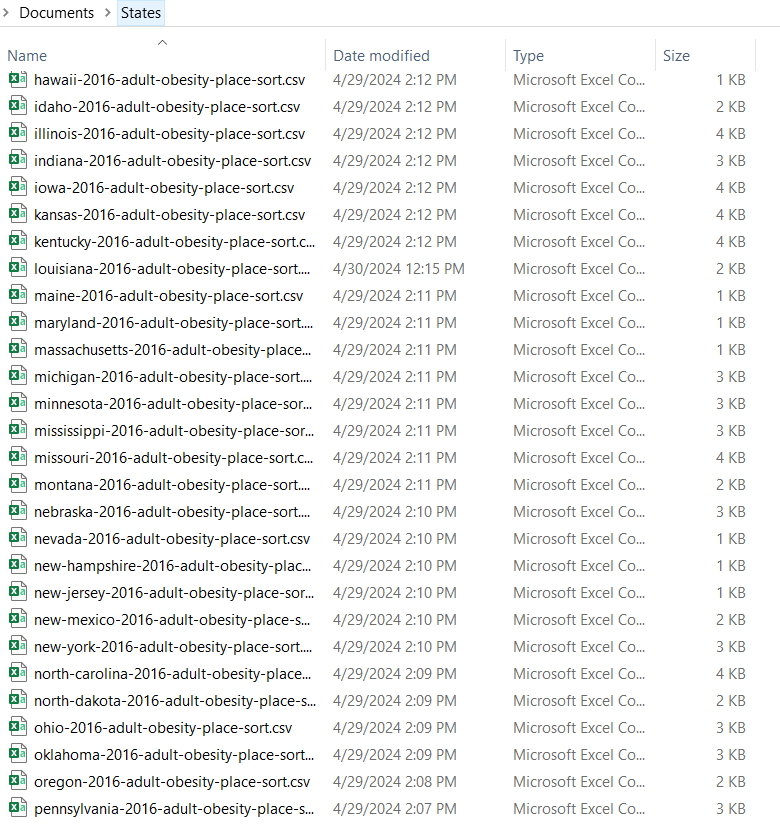 Documents > States
Name Date modified Type Size
hawaii-2016-adult-obesity-place-sort.csv 4/29/2024 2:12 PM Microsoft Excel Co... 1 KB
idaho-2016-adult-obesity-place-sort.csv 4/29/2024 2:12 PM Microsoft Excel Co... 2 KB
illinois-2016-adult-obesity-place-sort.csv 4/29/2024 2:12 PM Microsoft Excel Co... 4 KB
indiana-2016-adult-obesity-place-sort.csv 4/29/2024 2:12 PM Microsoft Excel Co... 3 KB
iowa-2016-adult-obesity-place-sort.csv 4/29/2024 2:12 PM Microsoft Excel Co... 4 KB
kansas-2016-adult-obesity-place-sort.csv 4/29/2024 2:12 PM Microsoft Excel Co... 4 KB
kentucky-2016-adult-obesity-place-sort.c... 4/29/2024 2:12 PM Microsoft Excel Co... 4 KB
louisiana-2016-adult-obesity-place-sort.... 4/30/2024 12:15 PM Microsoft Excel Co... 2 KB
maine-2016-adult-obesity-place-sort.csv 4/29/2024 2:11 PM Microsoft Excel Co... 1 KB
maryland-2016-adult-obesity-place-sort.... 4/29/2024 2:11 PM Microsoft Excel Co... 1 KB
massachusetts-2016-adult-obesity-place... 4/29/2024 2:11 PM Microsoft Excel Co... 1 KB
michigan-2016-adult-obesity-place-sort.... 4/29/2024 2:11 PM Microsoft Excel Co... 3 KB
minnesota-2016-adult-obesity-place-sor... 4/29/2024 2:11 PM Microsoft Excel Co... 3 KB
mississippi-2016-adult-obesity-place-sor... 4/29/2024 2:11 PM Microsoft Excel Co... 3 KB
missouri-2016-adult-obesity-place-sort.c... 4/29/2024 2:11 PM Microsoft Excel Co... 4 KB
montana-2016-adult-obesity-place-sort.... 4/29/2024 2:11 PM Microsoft Excel Co... 2 KB
nebraska-2016-adult-obesity-place-sort.... 4/29/2024 2:10 PM Microsoft Excel Co... 3 KB
nevada-2016-adult-obesity-place-sort.csv 4/29/2024 2:10 PM Microsoft Excel Co... 1 KB
new-hampshire-2016-adult-obesity-plac... 4/29/2024 2:10 PM Microsoft Excel Co... 1 KB
new-jersey-2016-adult-obesity-place-sor... 4/29/2024 2:10 PM Microsoft Excel Co... 1 KB
new-mexico-2016-adult-obesity-place-s... 4/29/2024 2:10 PM Microsoft Excel Co... 2 KB
new-york-2016-adult-obesity-place-sort.... 4/29/2024 2:10 PM Microsoft Excel Co... 3 KB
north-carolina-2016-adult-obesity-place... 4/29/2024 2:09 PM Microsoft Excel Co... 4 KB
north-dakota-2016-adult-obesity-place-s... 4/29/2024 2:09 PM Microsoft Excel Co... 2 KB
ohio-2016-adult-obesity-place-sort.csv 4/29/2024 2:09 PM Microsoft Excel Co... 3 KB
oklahoma-2016-adult-obesity-place-sort... 4/29/2024 2:09 PM Microsoft Excel Co... 3 KB
oregon-2016-adult-obesity-place-sort.csv 4/29/2024 2:08 PM Microsoft Excel Co... 2 KB
pennsylvania-2016-adult-obesity-place-s... 4/29/2024 2:07 PM Microsoft Excel Co... 3 KB